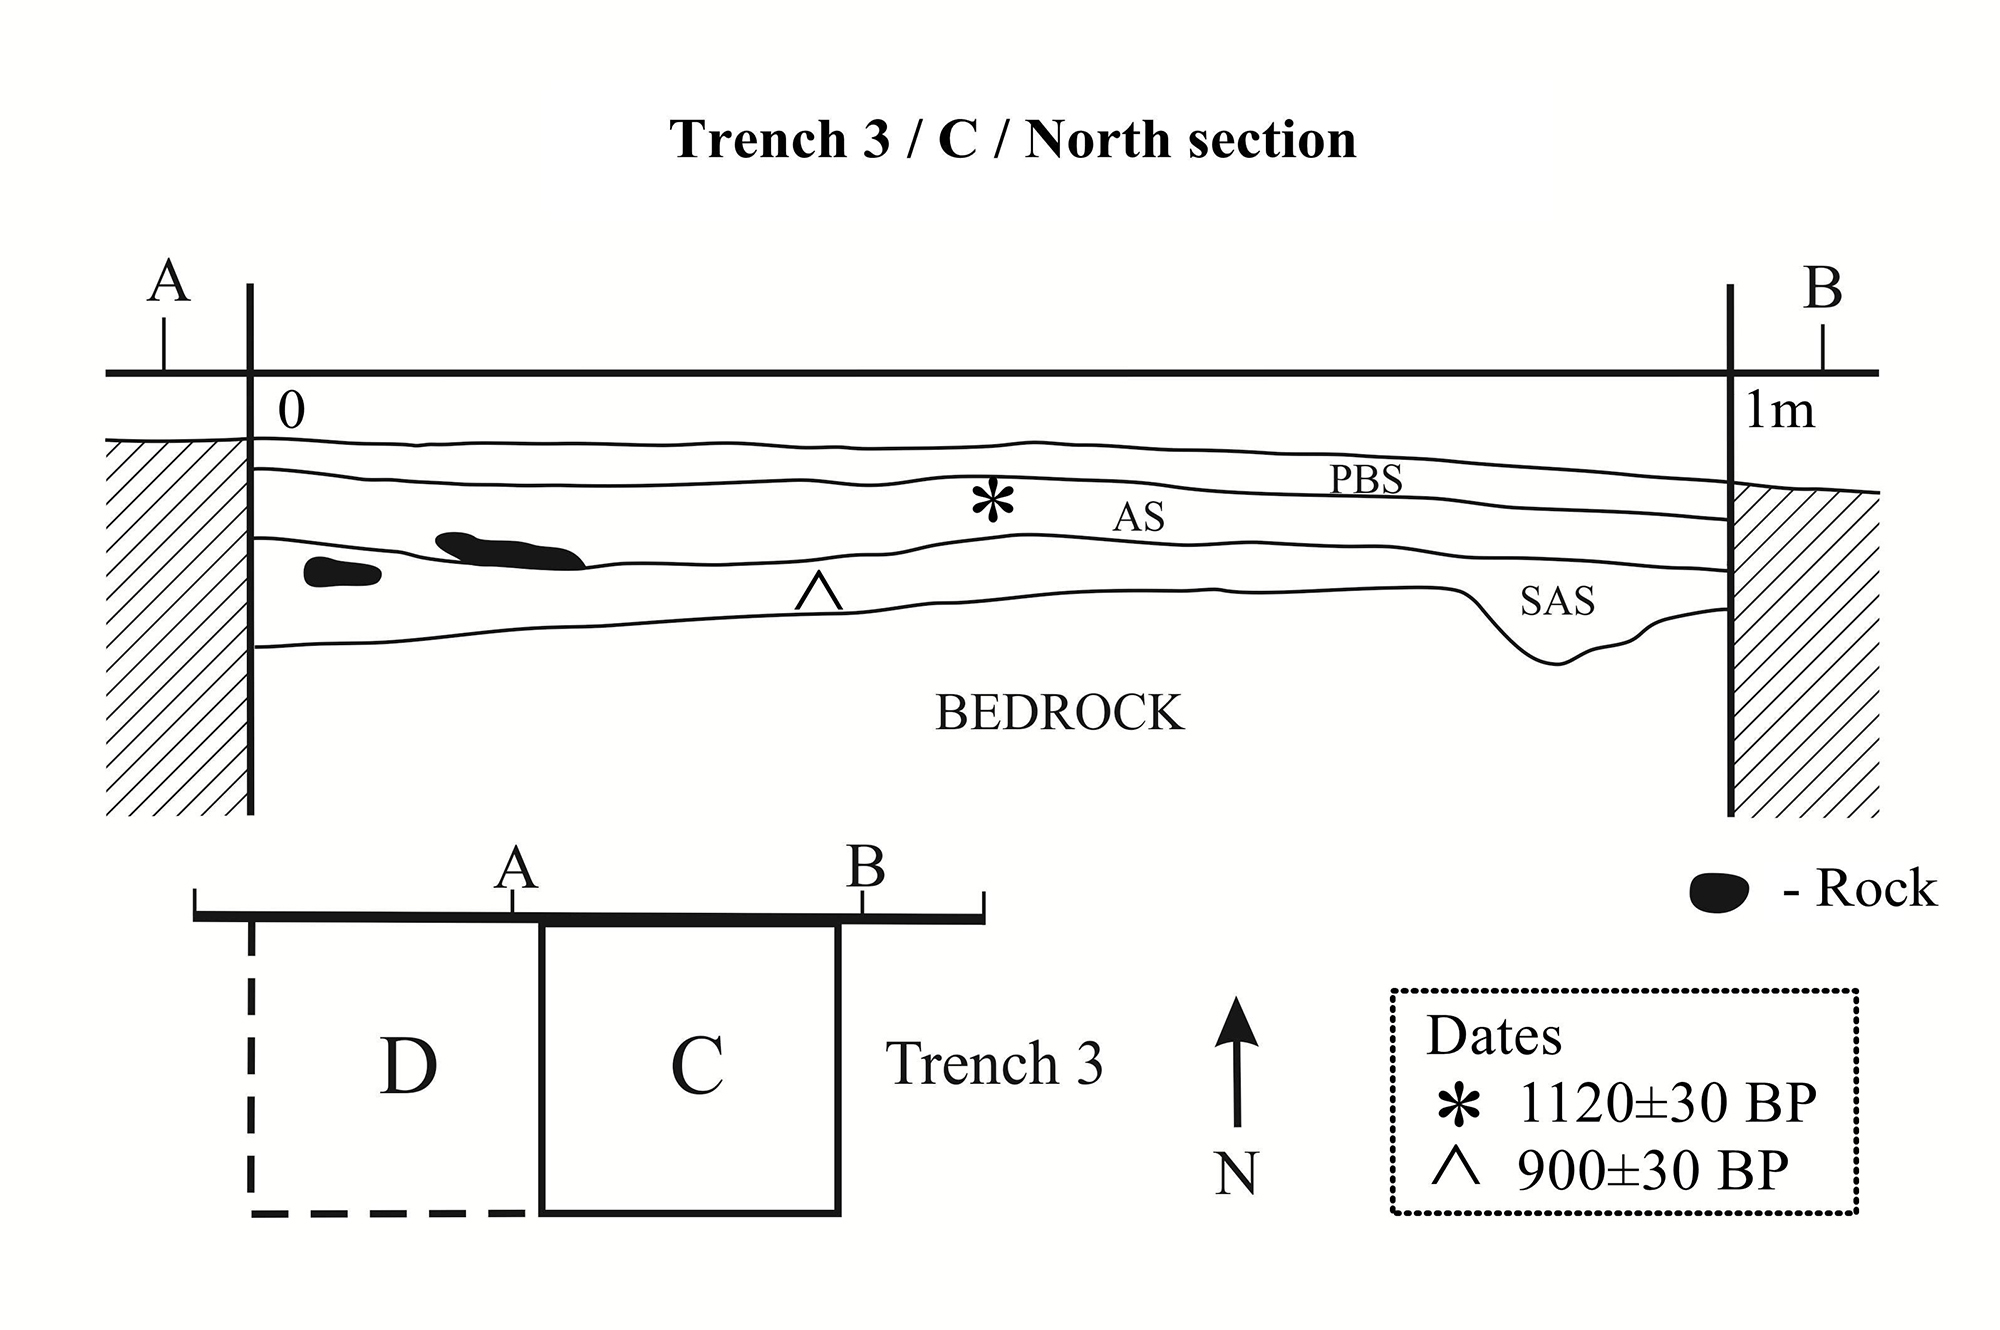 Trench 3 / C / North section
A
B
0
1m
PBS
AS
SAS
BEDROCK
A
B
- Rock
D
C
Trench 3
N
Dates
* 1120±30 BP
^ 900±30 BP